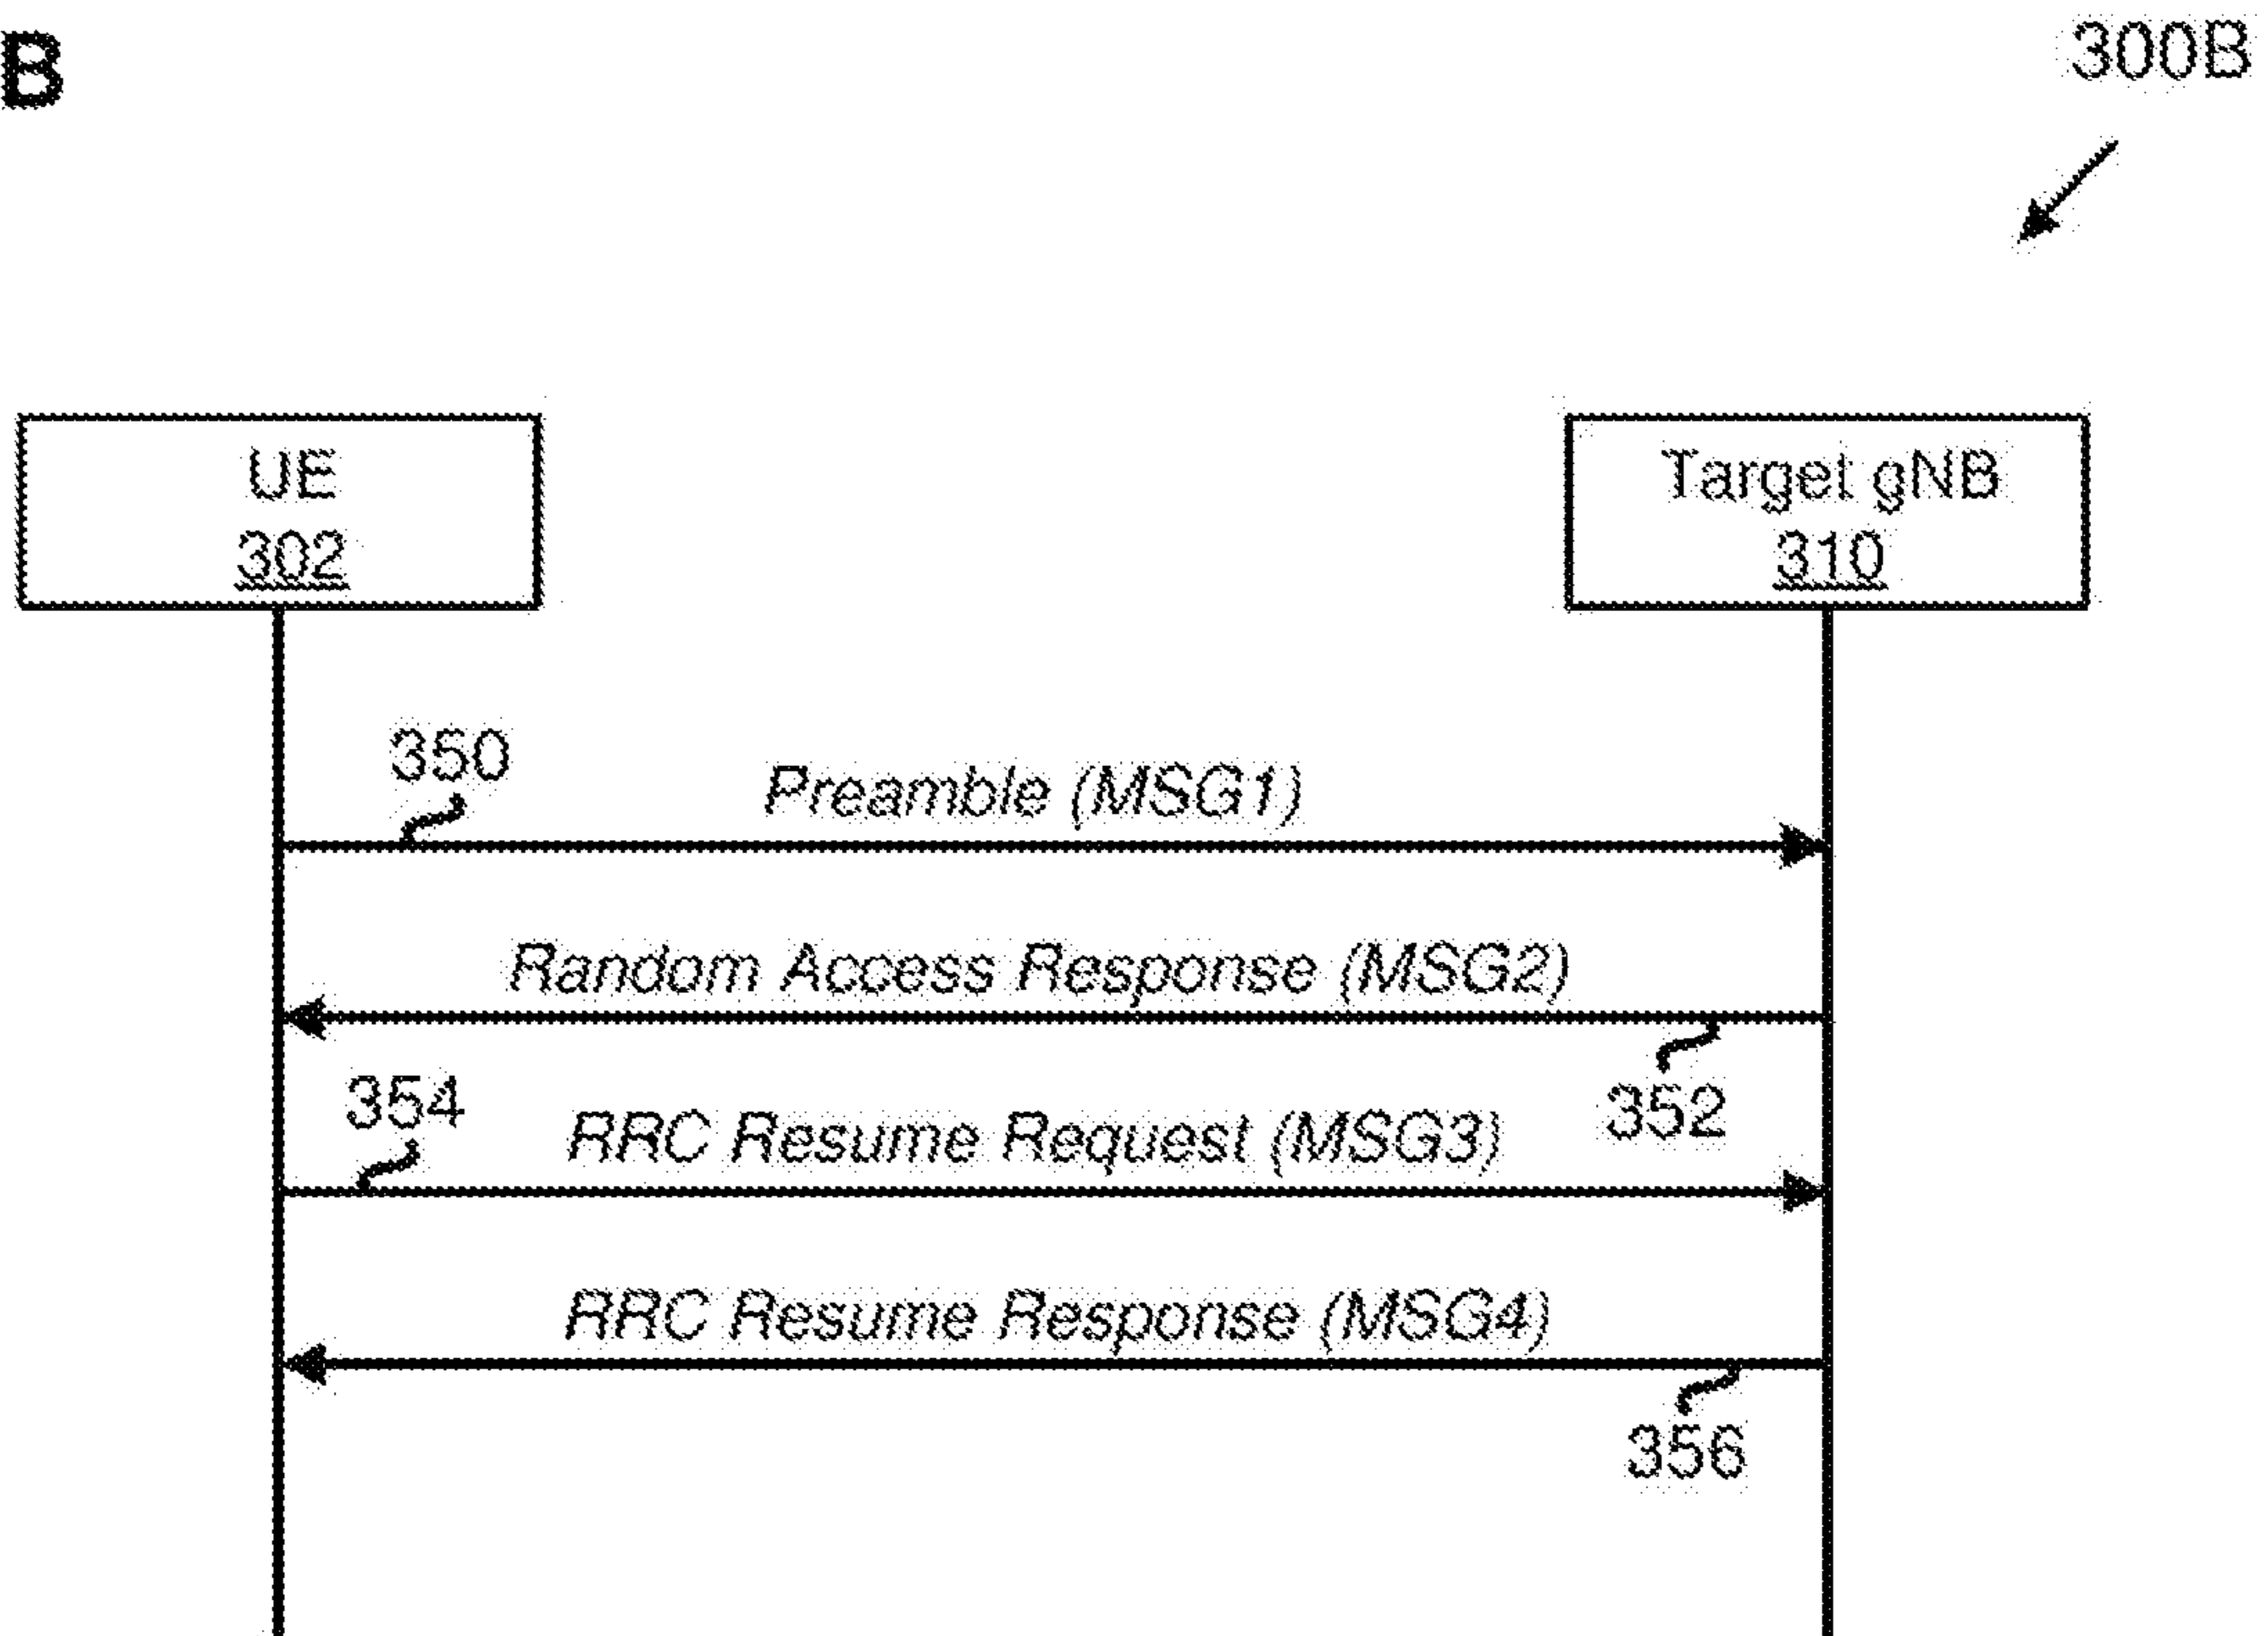 B
300B
UE
302
Target gNB
310
350
Preamble (MSG1)
Random Access Response (MSG2)
352
354
RRC Resume Request (MSG3)
RRC Resume Response (MSG4)
356